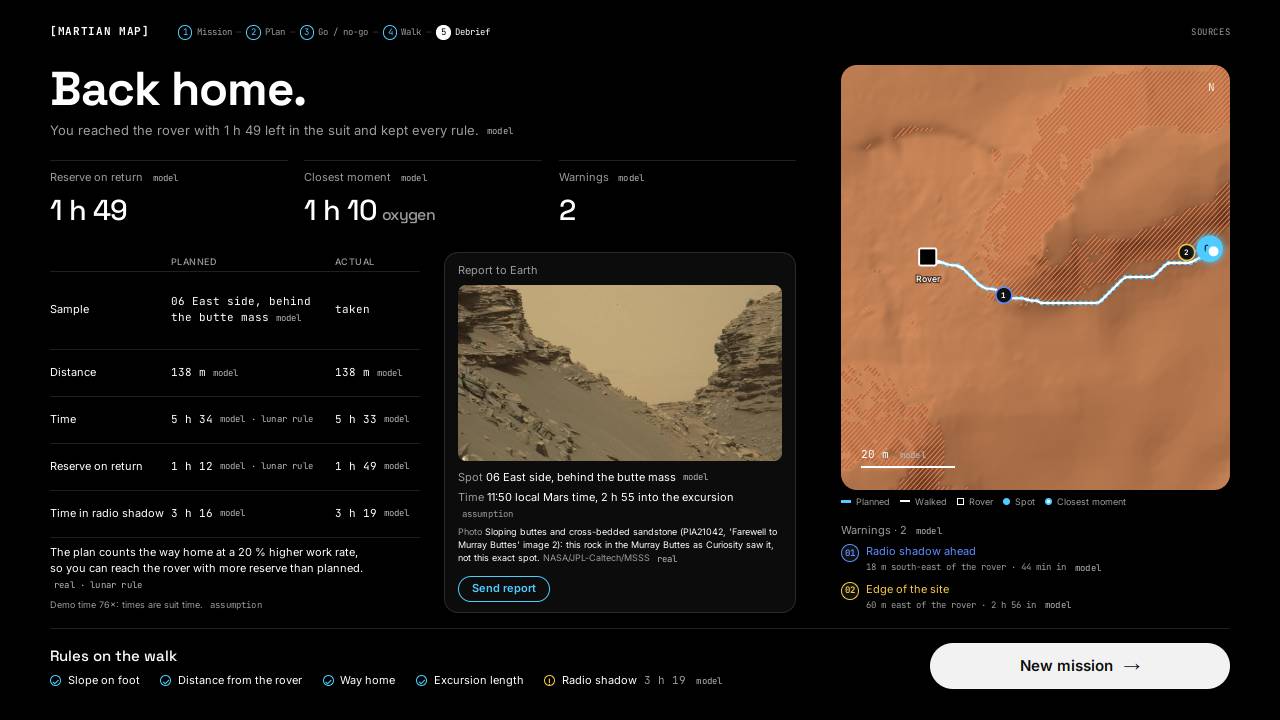 [MARTIAN MAP]
1 Mission – 2 Plan – 3 Go / no-go – 4 Walk – 5 Debrief
SOURCES
Back home.
You reached the rover with 1 h 49 left in the suit and kept every rule. model
Reserve on return model
1 h 49
Closest moment model
1 h 10 oxygen
Warnings model
2
PLANNED ACTUAL
Sample 06 East side, behind the butte mass model taken
Distance 138 m model 138 m model
Time 5 h 34 model · lunar rule 5 h 33 model
Reserve on return 1 h 12 model · lunar rule 1 h 49 model
Time in radio shadow 3 h 16 model 3 h 19 model
The plan counts the way home at a 20 % higher work rate,
so you can reach the rover with more reserve than planned.
real · lunar rule
Demo time 76×: times are suit time. assumption
Report to Earth
Spot 06 East side, behind the butte mass model
Time 11:50 local Mars time, 2 h 55 into the excursion
assumption
Photo Sloping buttes and cross-bedded sandstone (PIA21042, 'Farewell to
Murray Buttes' image 2): this rock in the Murray Buttes as Curiosity saw it,
not this exact spot. NASA/JPL-Caltech/MSSS real
Send report
N
2
Rover
1
20 m model
Planned Walked Rover Spot Closest moment
Warnings · 2 model
01 Radio shadow ahead
18 m south-east of the rover · 44 min in model
02 Edge of the site
60 m east of the rover · 2 h 56 in model
Rules on the walk
Slope on foot Distance from the rover Way home Excursion length Radio shadow 3 h 19 model
New mission →